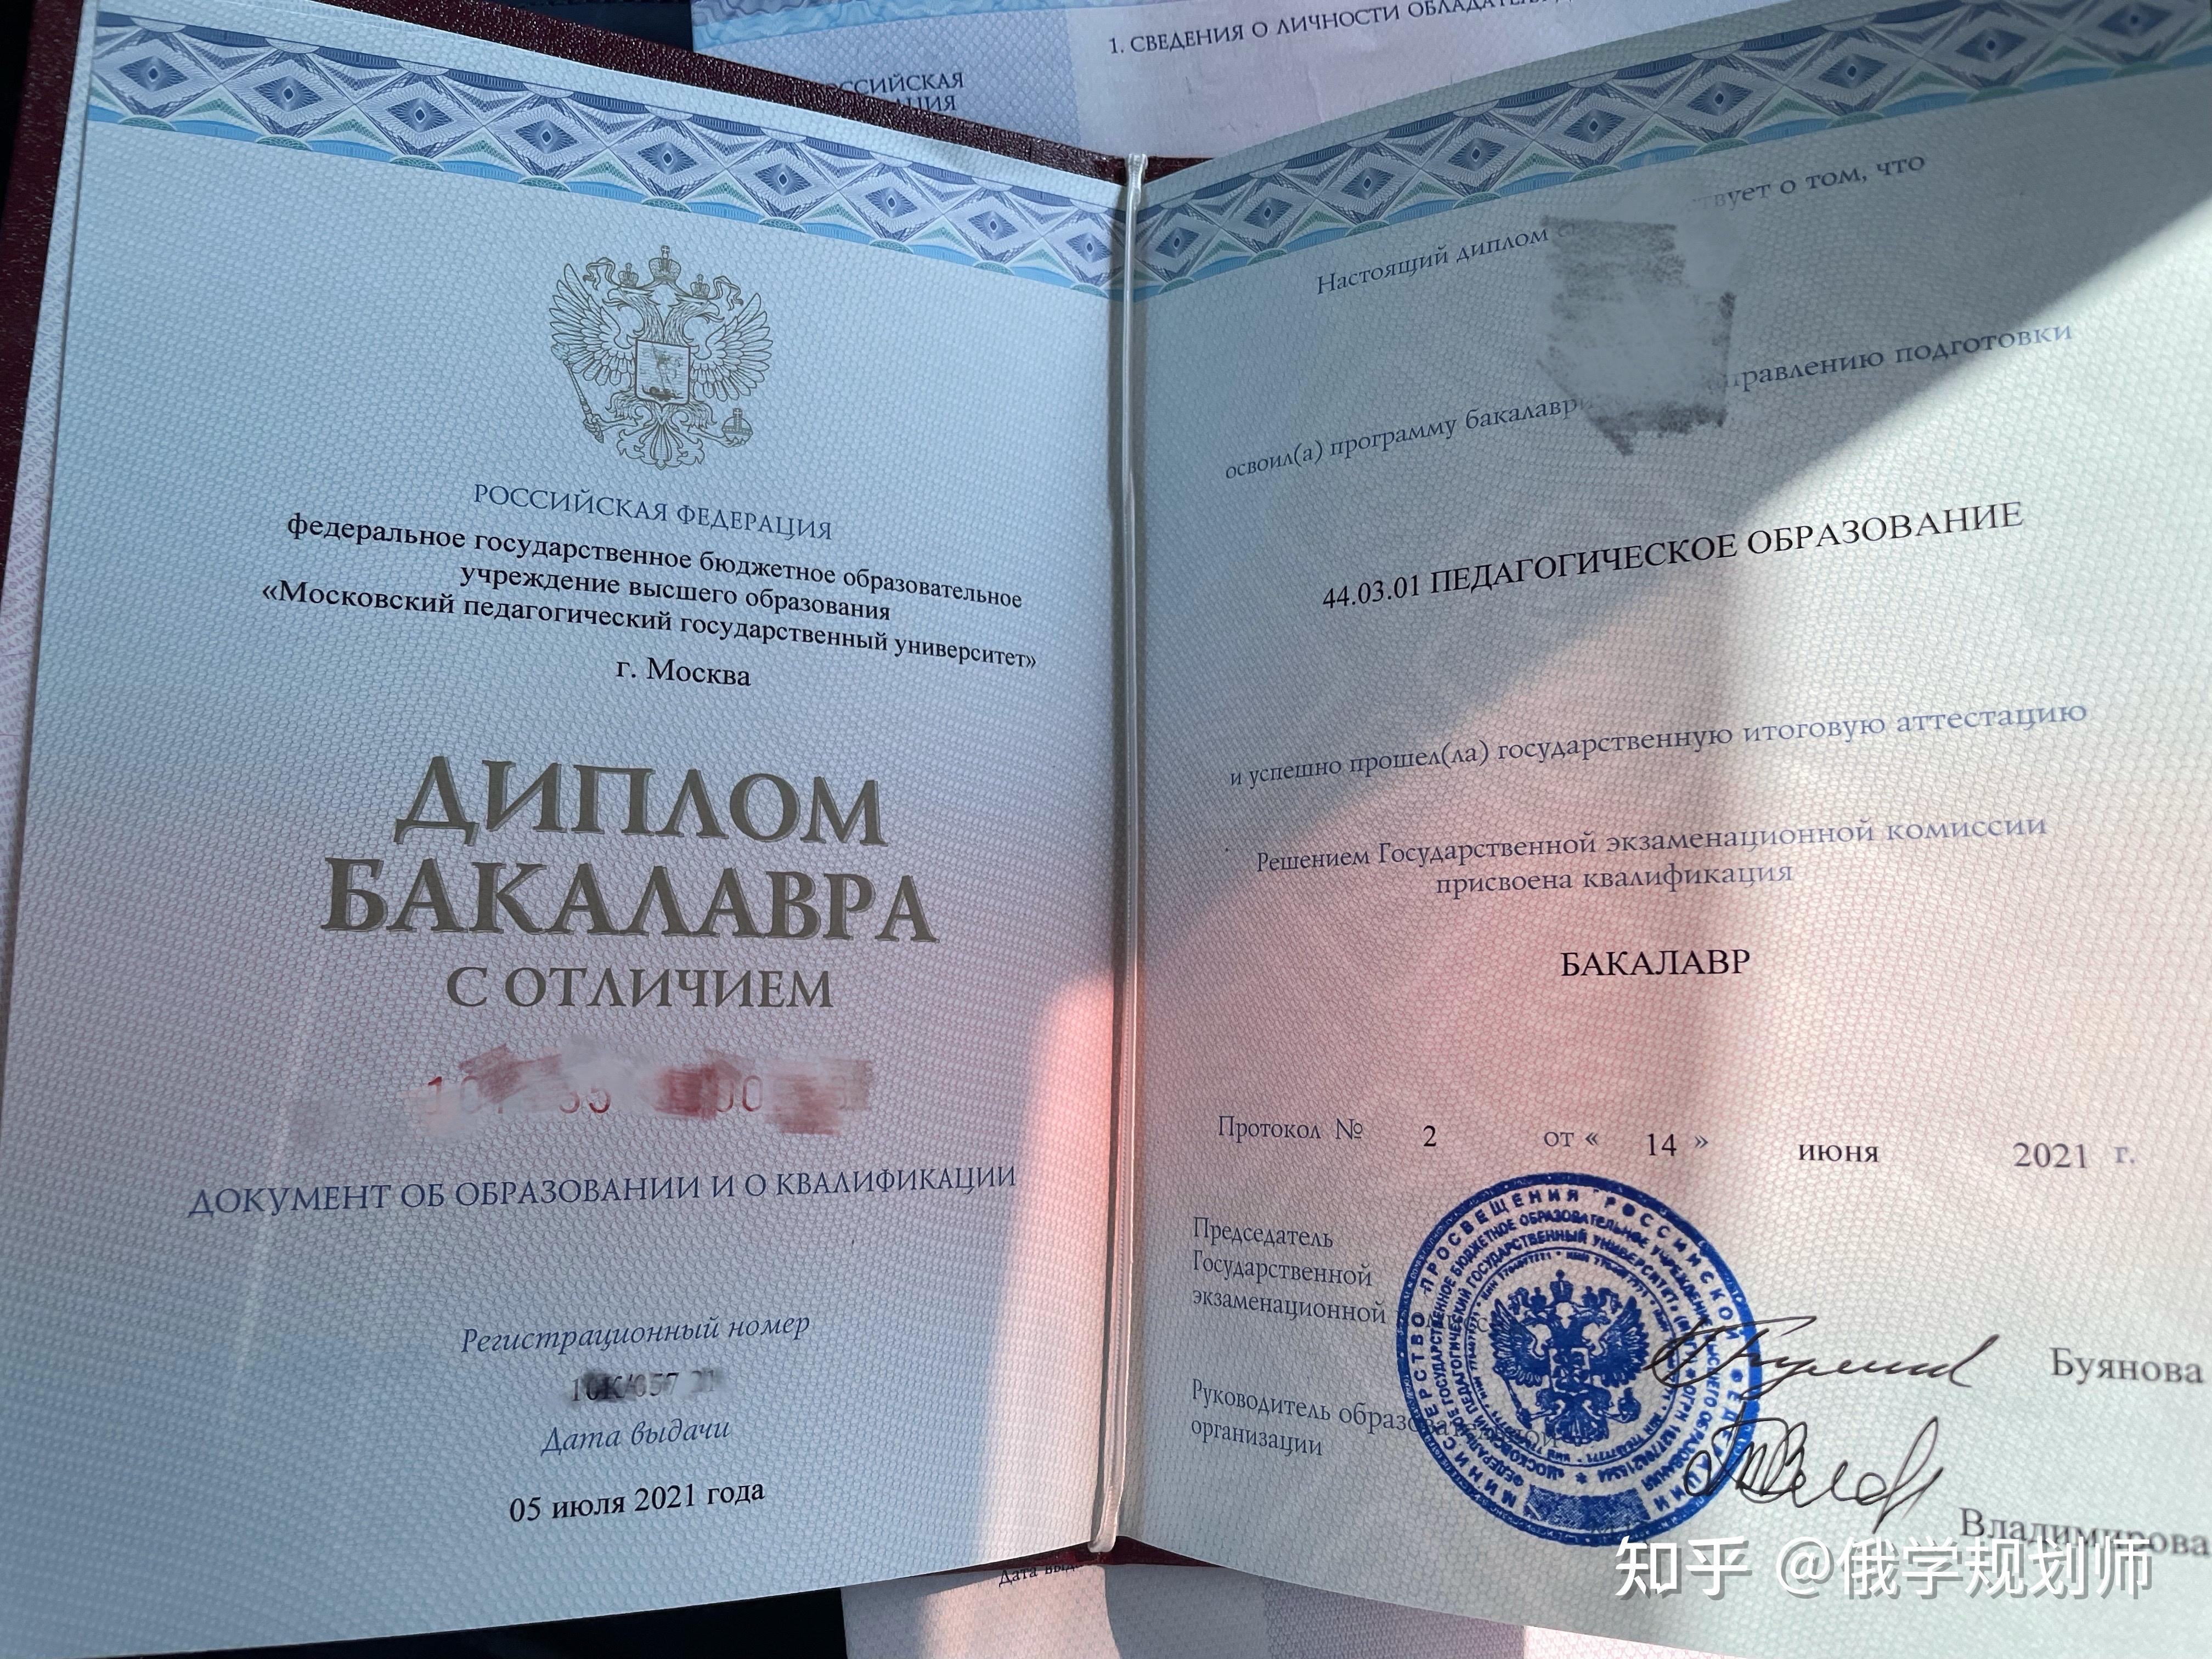 1. СВЕДЕНИЯ О ЛИЧНОСТИ
РОССИЙСКАЯ ФЕДЕРАЦИЯ
федеральное государственное бюджетное образовательное
учреждение высшего образования
«Московский педагогический государственный университет»
г. Москва
ДИПЛОМ
БАКАЛАВРА
С ОТЛИЧИЕМ
ДОКУМЕНТ ОБ ОБРАЗОВАНИИ И О КВАЛИФИКАЦИИ
Регистрационный номер
Дата выдачи
05 июля 2021 года
Настоящий диплом
о том, что
освоил(а) программу
подготовки
44.03.01 ПЕДАГОГИЧЕСКОЕ ОБРАЗОВАНИЕ
и успешно прошел(ла) государственную итоговую аттестацию
Решением Государственной экзаменационной комиссии
присвоена квалификация
БАКАЛАВР
Протокол № 2 от « 14 » июня 2021 г.
Председатель
Государственной
экзаменационной
Буянова
Руководитель образовательной
организации
Владимирова
МИНИСТЕРСТВО ПРОСВЕЩЕНИЯ РОССИЙСКОЙ ФЕДЕРАЦИИ
知乎 @俄学规划师